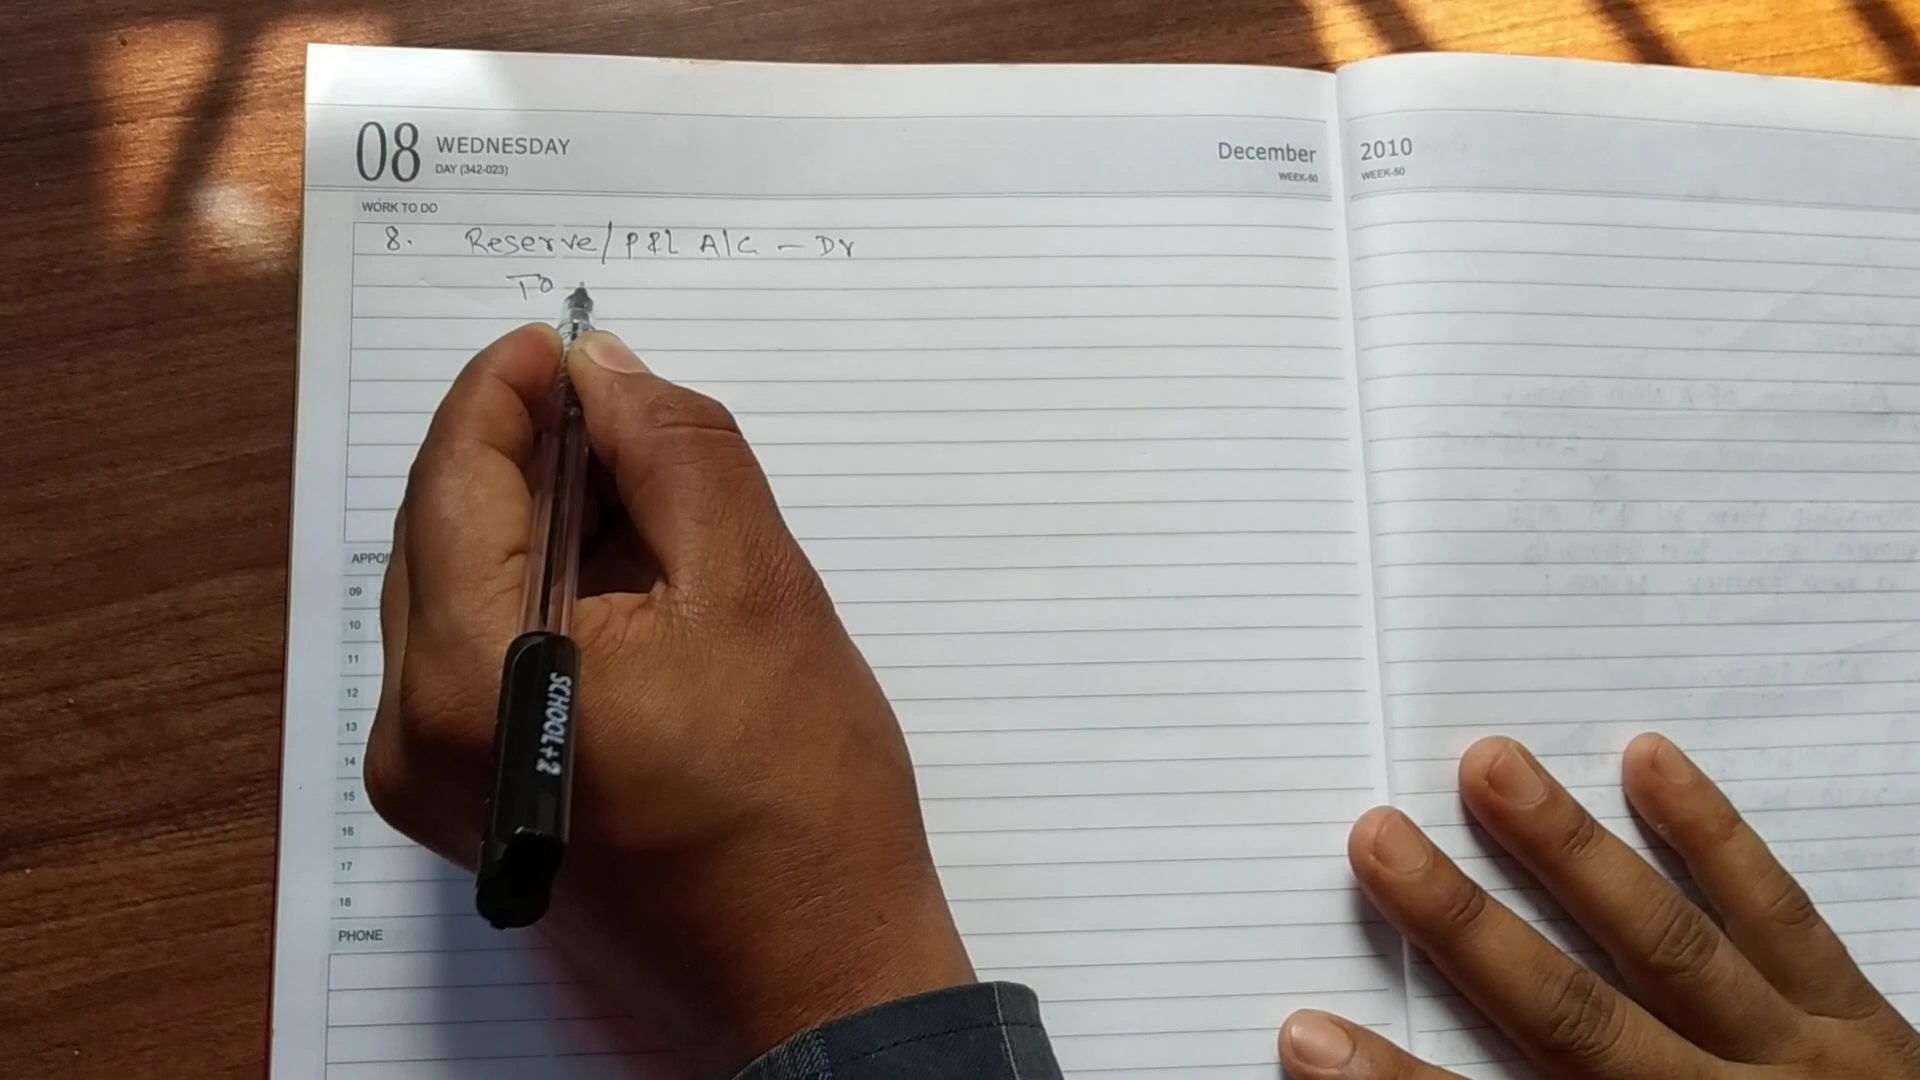 08 WEDNESDAY
DAY (342-023)
December
WEEK-50
2010
WEEK-50
WORK TO DO
8. Reserve/P&L A/C - Dr
To
APPOI
09
10
11
12
13
14
15
16
17
18
PHONE
SCHOOL+2